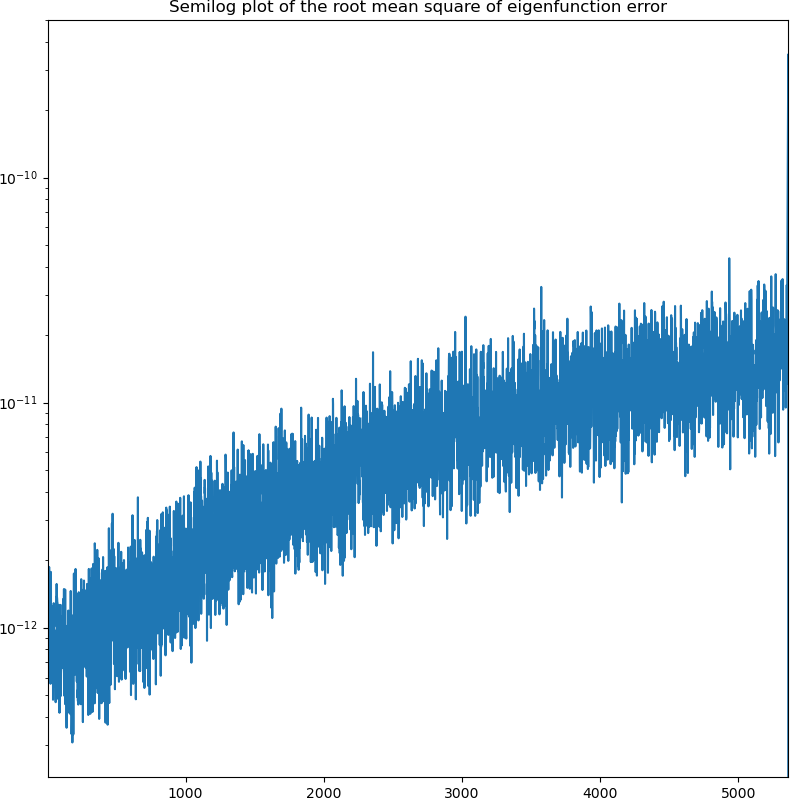 Semilog plot of the root mean square of eigenfunction error
10⁻¹⁰
10⁻¹¹
10⁻¹²
1000 2000 3000 4000 5000